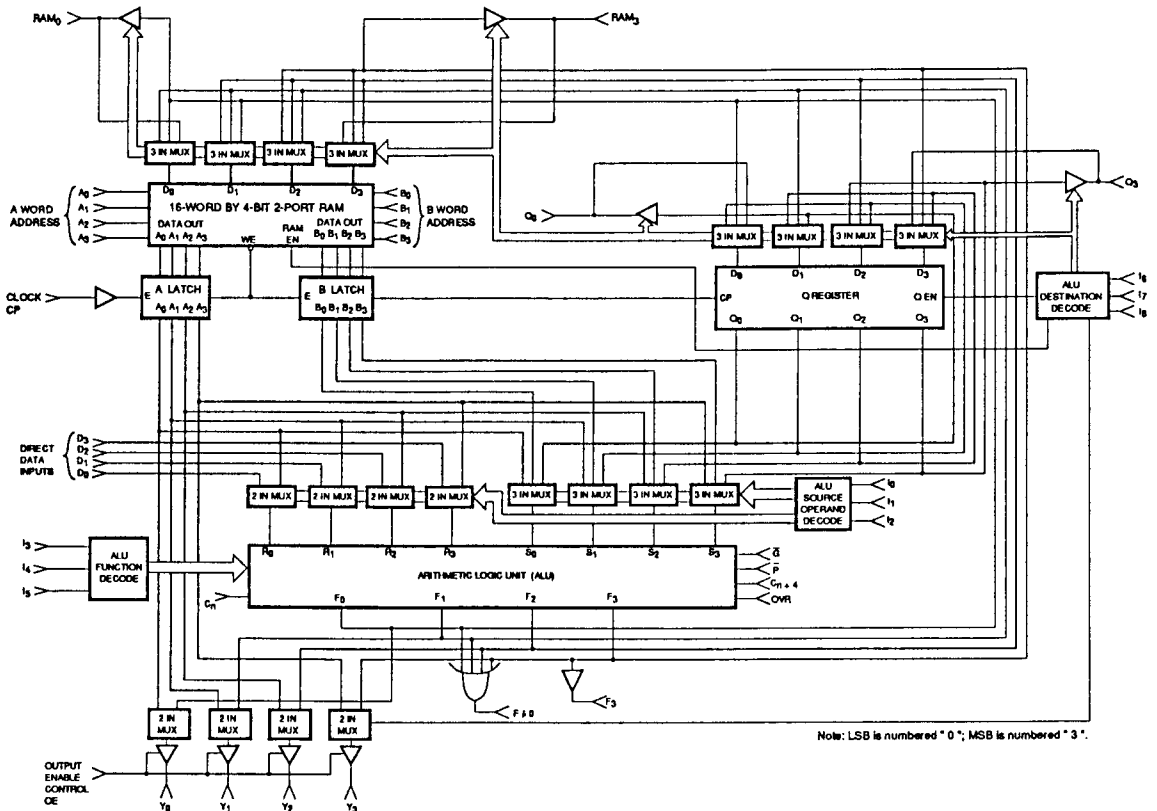 RAM0 RAM3
3 IN MUX 3 IN MUX 3 IN MUX 3 IN MUX
D0 D1 D2 D3
A WORD ADDRESS
A0
A1
A2
A3
16-WORD BY 4-BIT 2-PORT RAM
DATA OUT
A0 A1 A2 A3
WE
RAM EN
DATA OUT
B0 B1 B2 B3
B0
B1
B2
B3
B WORD ADDRESS
Q0
Q3
3 IN MUX 3 IN MUX 3 IN MUX 3 IN MUX
D0 D1 D2 D3
CP Q REGISTER Q EN
Q0 Q1 Q2 Q3
ALU DESTINATION DECODE
I6
I7
I8
CLOCK CP
E A LATCH
A0 A1 A2 A3
E B LATCH
B0 B1 B2 B3
DIRECT DATA INPUTS
D3
D2
D1
D0
2 IN MUX 2 IN MUX 2 IN MUX 2 IN MUX 3 IN MUX 3 IN MUX 3 IN MUX 3 IN MUX
ALU SOURCE OPERAND DECODE
I0
I1
I2
I3
I4
I5
ALU FUNCTION DECODE
R0 R1 R2 R3 S0 S1 S2 S3
ARITHMETIC LOGIC UNIT (ALU)
Cn
F0 F1 F2 F3
G̅
P̅
Cn + 4
OVR
F3
2 IN MUX 2 IN MUX 2 IN MUX 2 IN MUX
OUTPUT ENABLE CONTROL OE
Y0 Y1 Y2 Y3
Note: LSB is numbered " 0 "; MSB is numbered " 3 ".